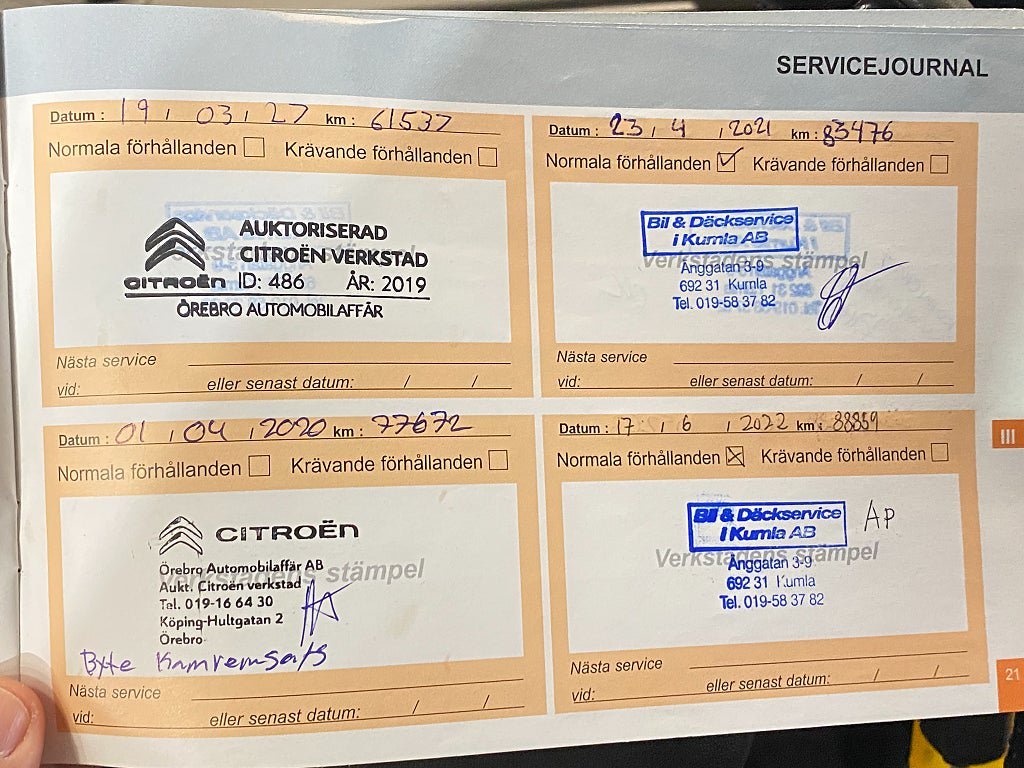 SERVICEJOURNAL
Datum : 19 , 03 , 27 km : 61537
Normala förhållanden Krävande förhållanden
AUKTORISERAD
CITROËN VERKSTAD
CITROËN ID: 486 ÅR: 2019
ÖREBRO AUTOMOBILAFFÄR
Verkstadens stämpel
Nästa service
vid: eller senast datum: / /
Datum : 23 , 4 , 2021 km : 83476
Normala förhållanden Krävande förhållanden
Bil & Däckservice
i Kumla AB
Verkstadens stämpel
Änggatan 3-9
692 31 Kumla
Tel. 019-58 37 82
Nästa service
vid: eller senast datum: / /
Datum : 01 , 04 , 2020 km : 77672
Normala förhållanden Krävande förhållanden
CITROËN
Örebro Automobilaffär AB
Verkstadens stämpel
Aukt. Citroën verkstad
Tel. 019-16 64 30
Köping-Hultgatan 2
Örebro
Byte Kamremsats
Nästa service
vid: eller senast datum: / /
Datum : 17 , 6 , 2022 km : 88859
Normala förhållanden Krävande förhållanden
Bil & Däckservice
i Kumla AB
AP
Verkstadens stämpel
Änggatan 3-9
692 31 Kumla
Tel. 019-58 37 82
Nästa service
vid: eller senast datum: / /
III
21